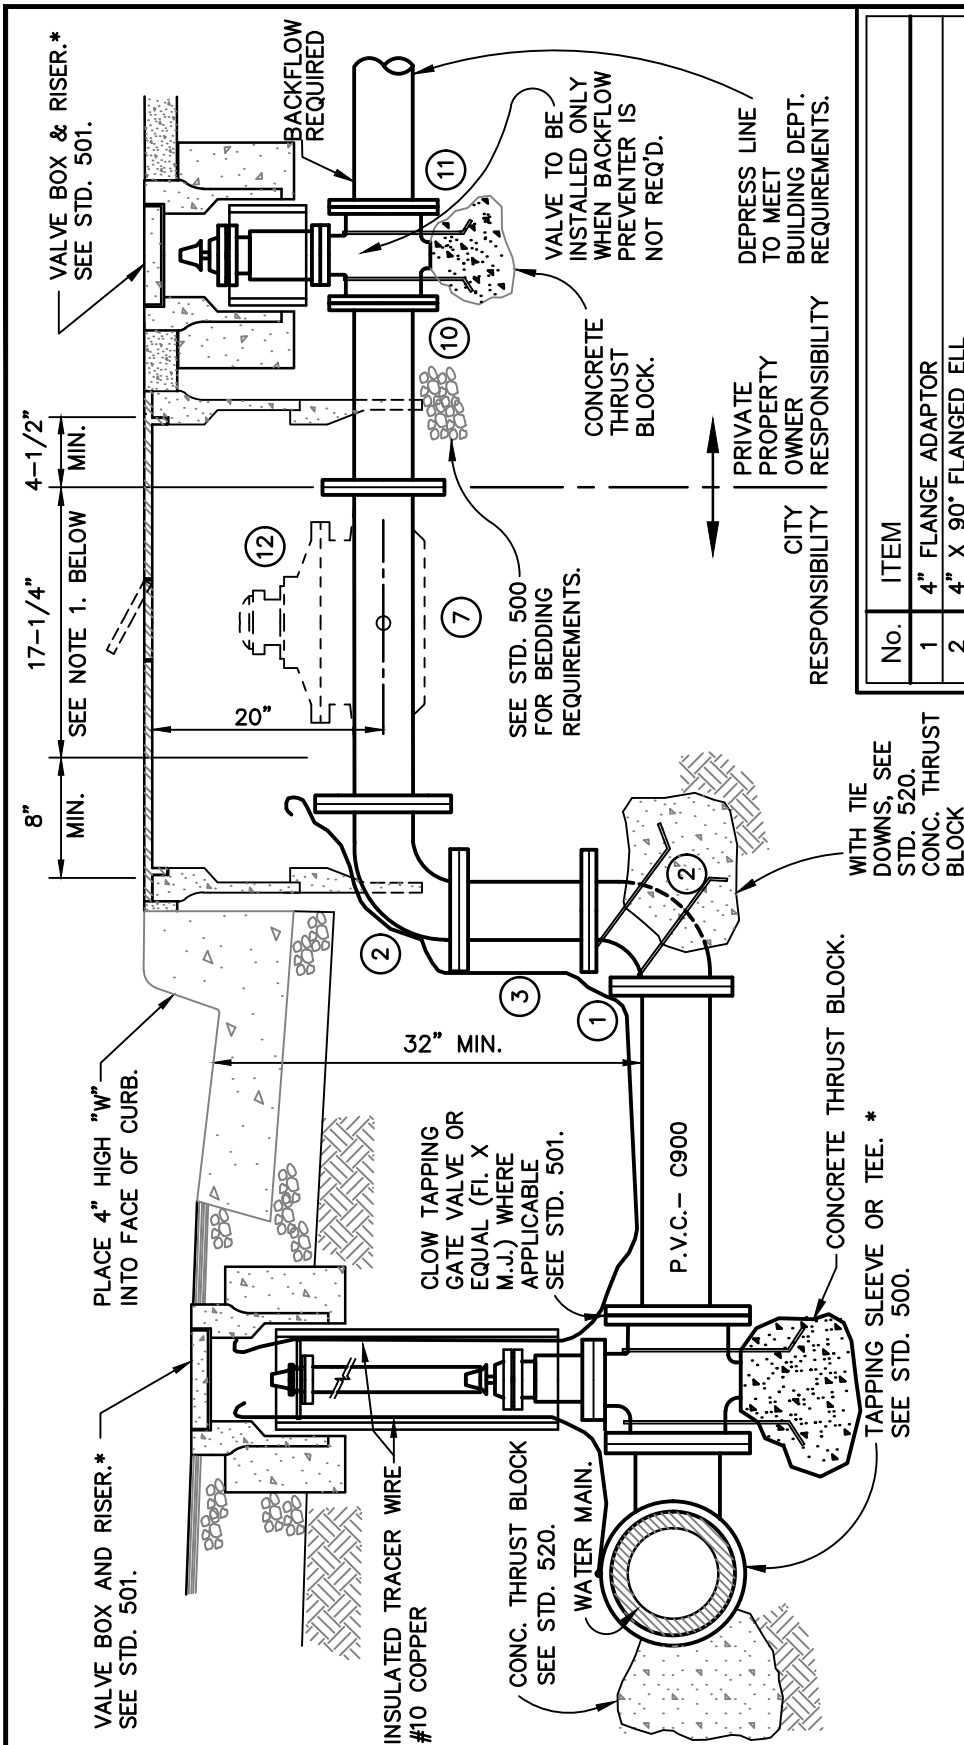 VALVE BOX AND RISER.*
SEE STD. 501.
PLACE 4" HIGH "W"
INTO FACE OF CURB.
8"
MIN.
17-1/4"
SEE NOTE 1. BELOW
4-1/2"
MIN.
VALVE BOX & RISER.*
SEE STD. 501.
BACKFLOW
REQUIRED
20"
12
7
10
11
VALVE TO BE
INSTALLED ONLY
WHEN BACKFLOW
PREVENTER IS
NOT REQ'D.
CONCRETE
THRUST
BLOCK.
DEPRESS LINE
TO MEET
BUILDING DEPT.
REQUIREMENTS.
SEE STD. 500
FOR BEDDING
REQUIREMENTS.
PRIVATE
PROPERTY
OWNER
RESPONSIBILITY
CITY
RESPONSIBILITY
INSULATED TRACER WIRE
#10 COPPER
CLOW TAPPING
GATE VALVE OR
EQUAL (Fl. X
M.J.) WHERE
APPLICABLE
SEE STD. 501.
32" MIN.
2
3
1
2
CONC. THRUST BLOCK
SEE STD. 520.
WATER MAIN.
P.V.C.- C900
WITH TIE
DOWNS, SEE
STD. 520.
CONC. THRUST
BLOCK
CONCRETE THRUST BLOCK.
TAPPING SLEEVE OR TEE. *
SEE STD. 500.
No. ITEM
1 4" FLANGE ADAPTOR
2 4" X 90° FLANGED ELL